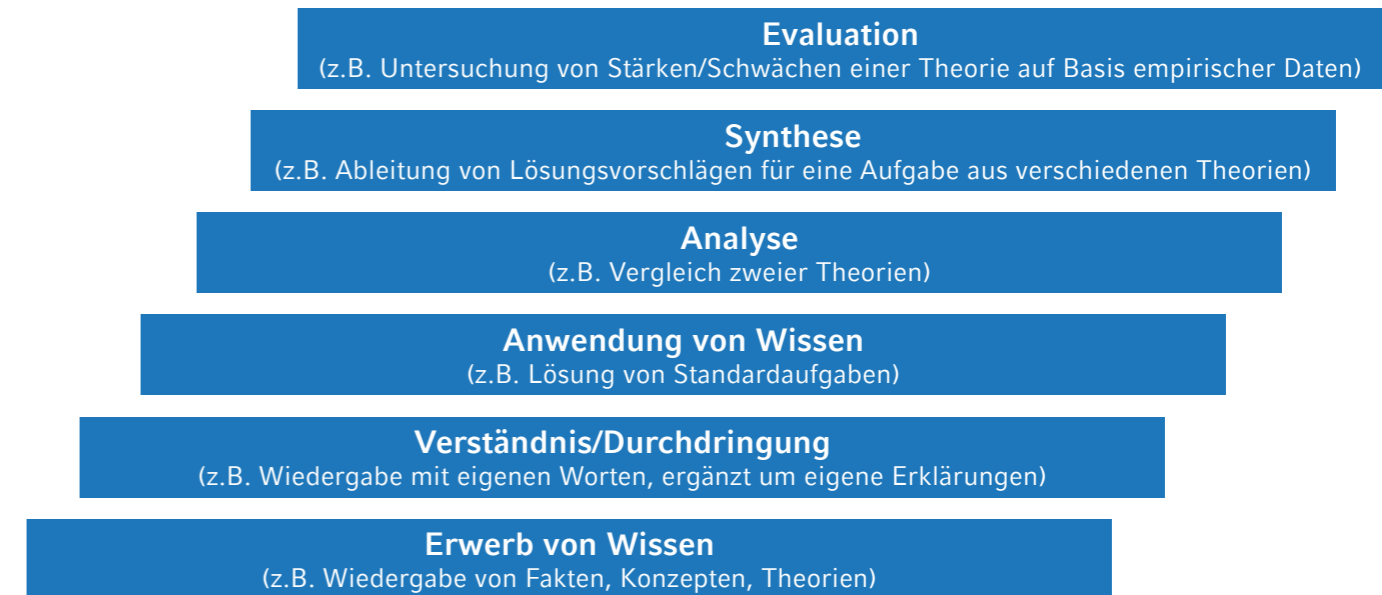 Evaluation
(z.B. Untersuchung von Stärken/Schwächen einer Theorie auf Basis empirischer Daten)
Synthese
(z.B. Ableitung von Lösungsvorschlägen für eine Aufgabe aus verschiedenen Theorien)
Analyse
(z.B. Vergleich zweier Theorien)
Anwendung von Wissen
(z.B. Lösung von Standardaufgaben)
Verständnis/Durchdringung
(z.B. Wiedergabe mit eigenen Worten, ergänzt um eigene Erklärungen)
Erwerb von Wissen
(z.B. Wiedergabe von Fakten, Konzepten, Theorien)